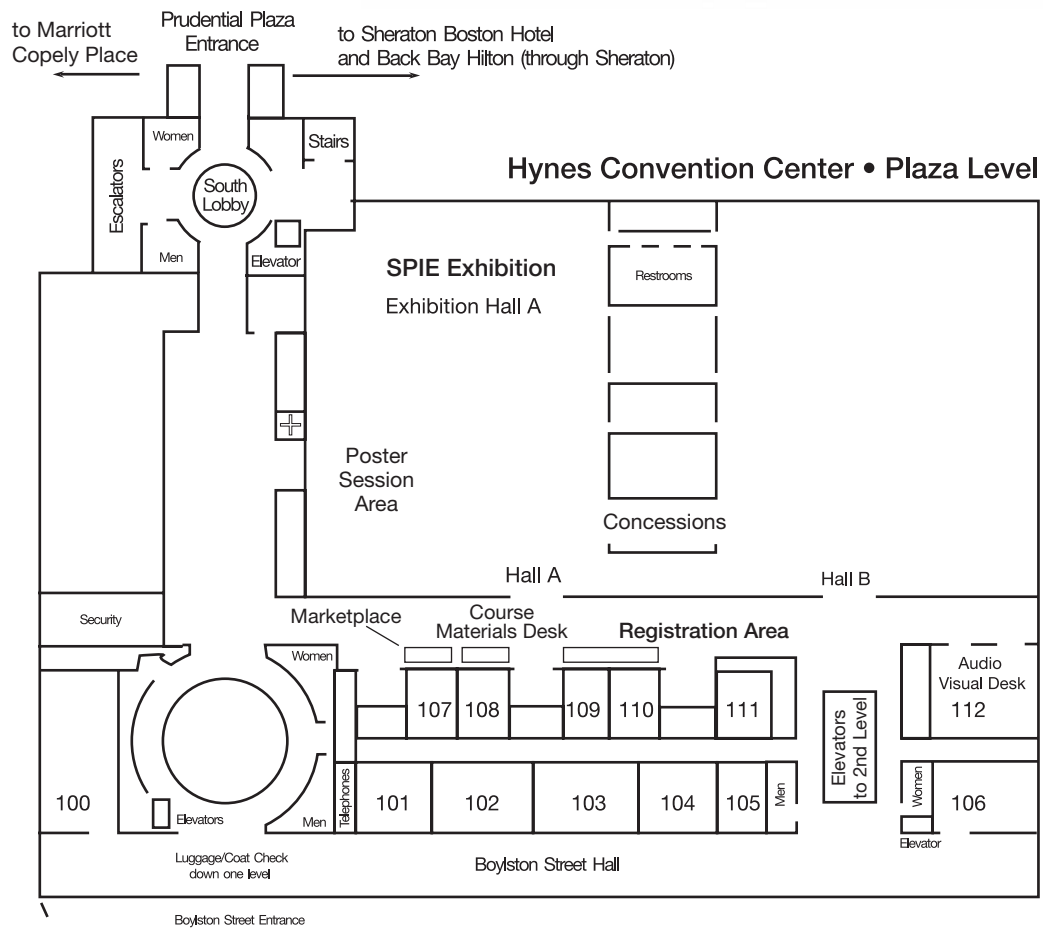 Prudential Plaza
Entrance
to Marriott
Copely Place
to Sheraton Boston Hotel
and Back Bay Hilton (through Sheraton)
Women
Stairs
Hynes Convention Center • Plaza Level
Escalators
South
Lobby
Men
Elevator
SPIE Exhibition
Exhibition Hall A
Restrooms
Poster
Session
Area
Concessions
Hall A
Hall B
Security
Marketplace
Course
Materials Desk
Registration Area
Women
Audio
Visual Desk
107
108
109
110
111
112
Elevators
to 2nd Level
100
Elevators
Men
Telephones
101
102
103
104
105
Men
Women
106
Elevator
Luggage/Coat Check
down one level
Boylston Street Hall
Boylston Street Entrance